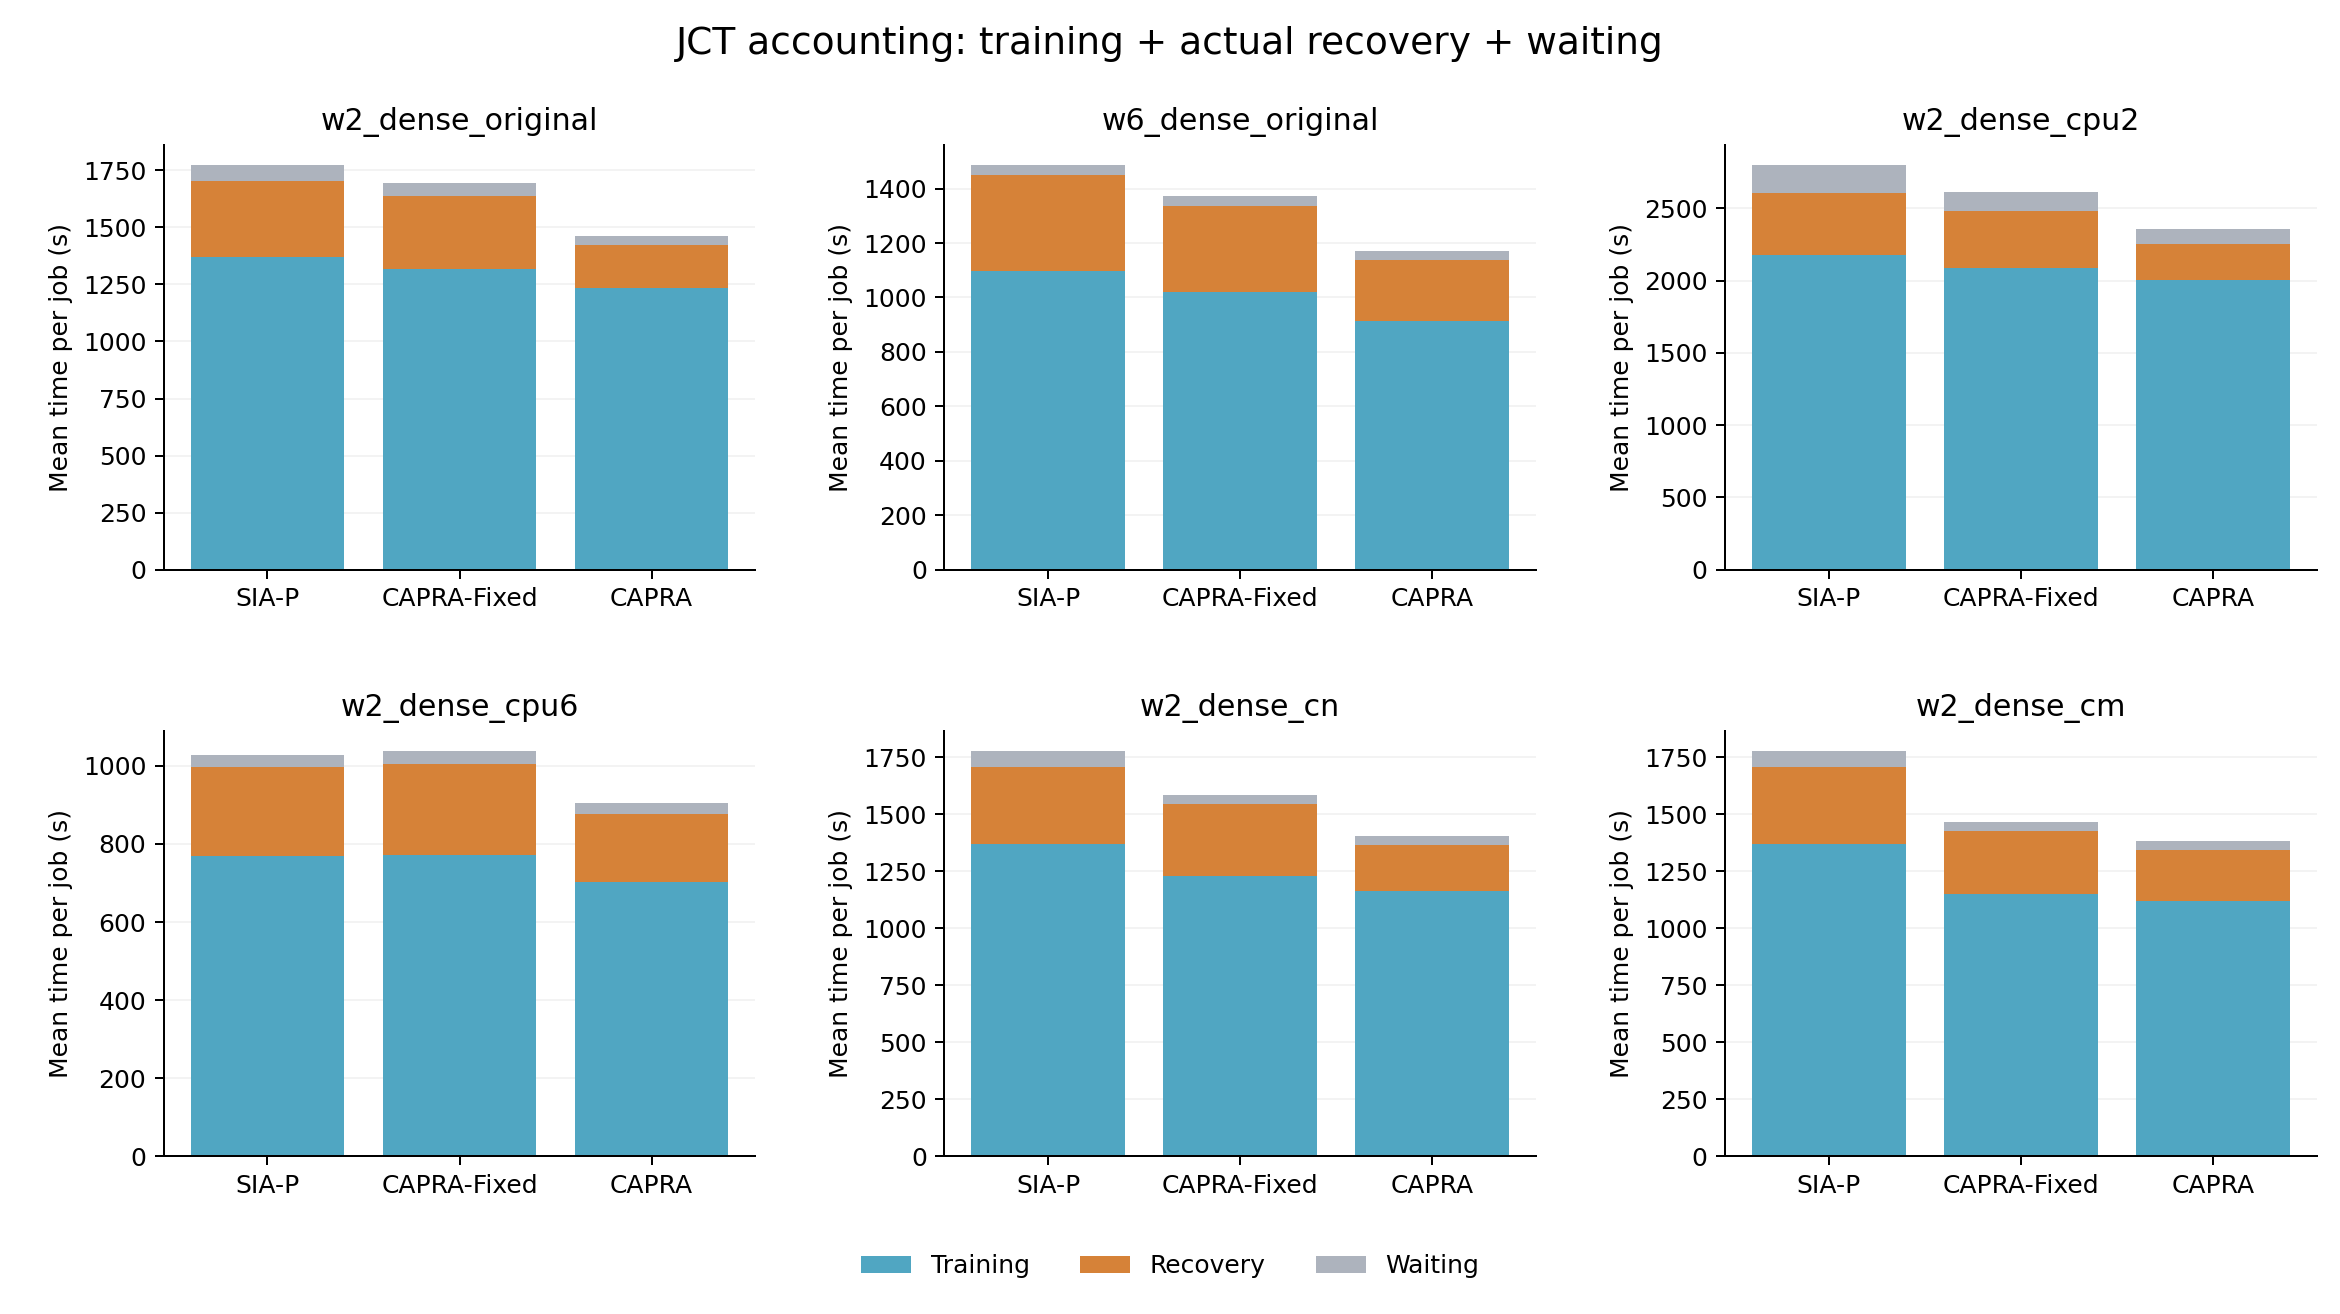 JCT accounting: training + actual recovery + waiting
w2_dense_original
Mean time per job (s)
1750
1500
1250
1000
750
500
250
0
SIA-P CAPRA-Fixed CAPRA
w6_dense_original
Mean time per job (s)
1400
1200
1000
800
600
400
200
0
SIA-P CAPRA-Fixed CAPRA
w2_dense_cpu2
Mean time per job (s)
2500
2000
1500
1000
500
0
SIA-P CAPRA-Fixed CAPRA
w2_dense_cpu6
Mean time per job (s)
1000
800
600
400
200
0
SIA-P CAPRA-Fixed CAPRA
w2_dense_cn
Mean time per job (s)
1750
1500
1250
1000
750
500
250
0
SIA-P CAPRA-Fixed CAPRA
w2_dense_cm
Mean time per job (s)
1750
1500
1250
1000
750
500
250
0
SIA-P CAPRA-Fixed CAPRA
Training Recovery Waiting